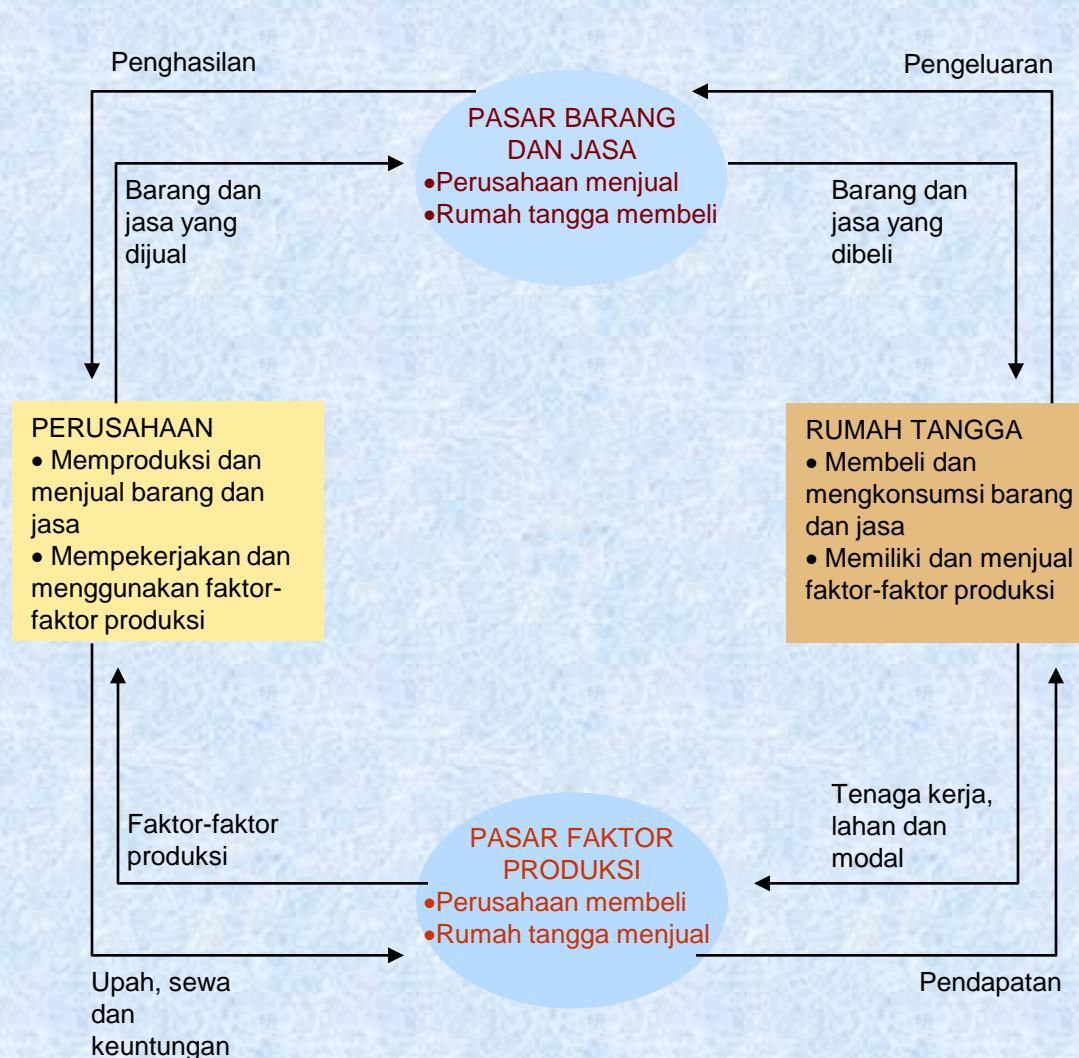 Penghasilan
Pengeluaran
PASAR BARANG
DAN JASA
•Perusahaan menjual
•Rumah tangga membeli
Barang dan
jasa yang
dijual
Barang dan
jasa yang
dibeli
PERUSAHAAN
• Memproduksi dan
menjual barang dan
jasa
• Mempekerjakan dan
menggunakan faktor-
faktor produksi
RUMAH TANGGA
• Membeli dan
mengkonsumsi barang
dan jasa
• Memiliki dan menjual
faktor-faktor produksi
Faktor-faktor
produksi
PASAR FAKTOR
PRODUKSI
•Perusahaan membeli
•Rumah tangga menjual
Tenaga kerja,
lahan dan
modal
Upah, sewa
dan
keuntungan
Pendapatan